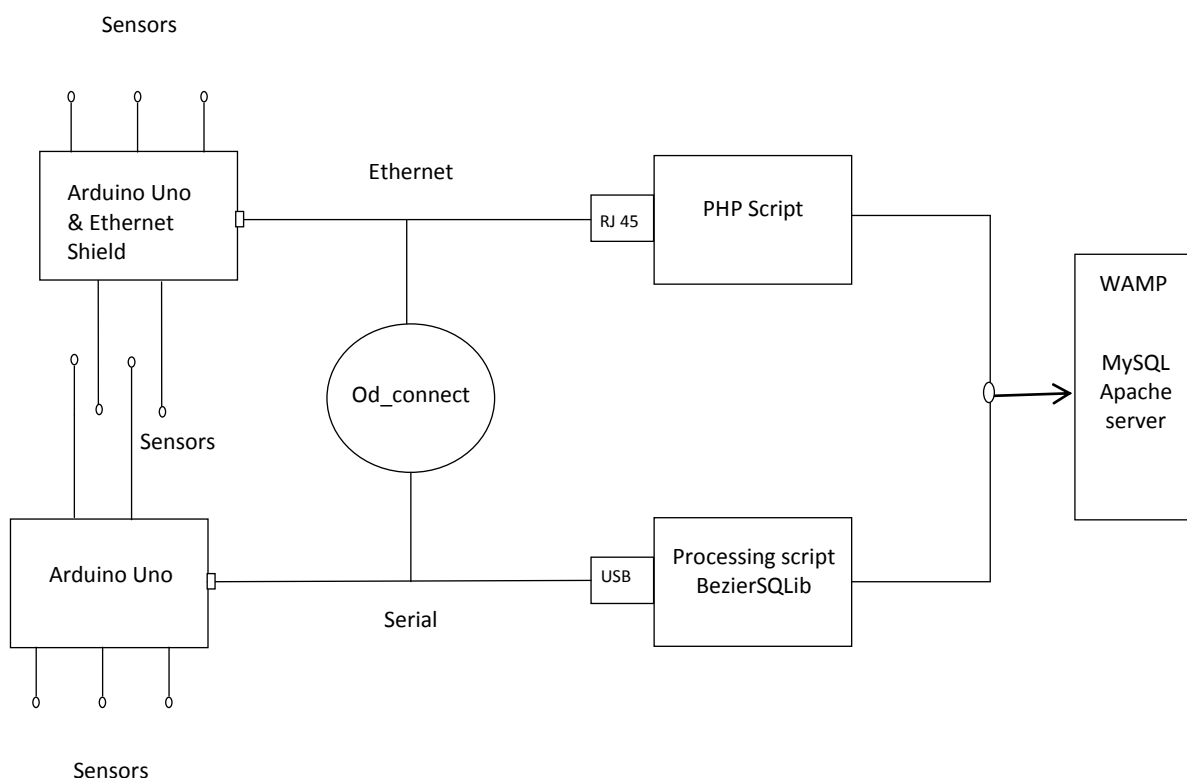 Sensors
Ethernet
Arduino Uno
& Ethernet
Shield
RJ 45
PHP Script
WAMP
MySQL
Apache
server
Od_connect
Sensors
Arduino Uno
USB
Processing script
BezierSQLib
Serial
Sensors